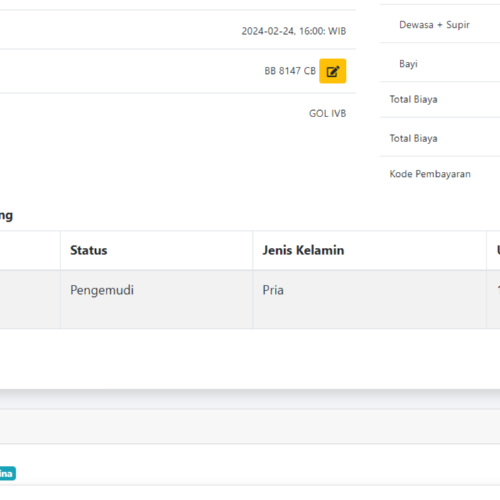 2024-02-24, 16:00: WIB
BB 8147 CB
GOL IVB
Dewasa + Supir
Bayi
Total Biaya
Total Biaya
Kode Pembayaran
ng
Status Jenis Kelamin
Pengemudi Pria
ina